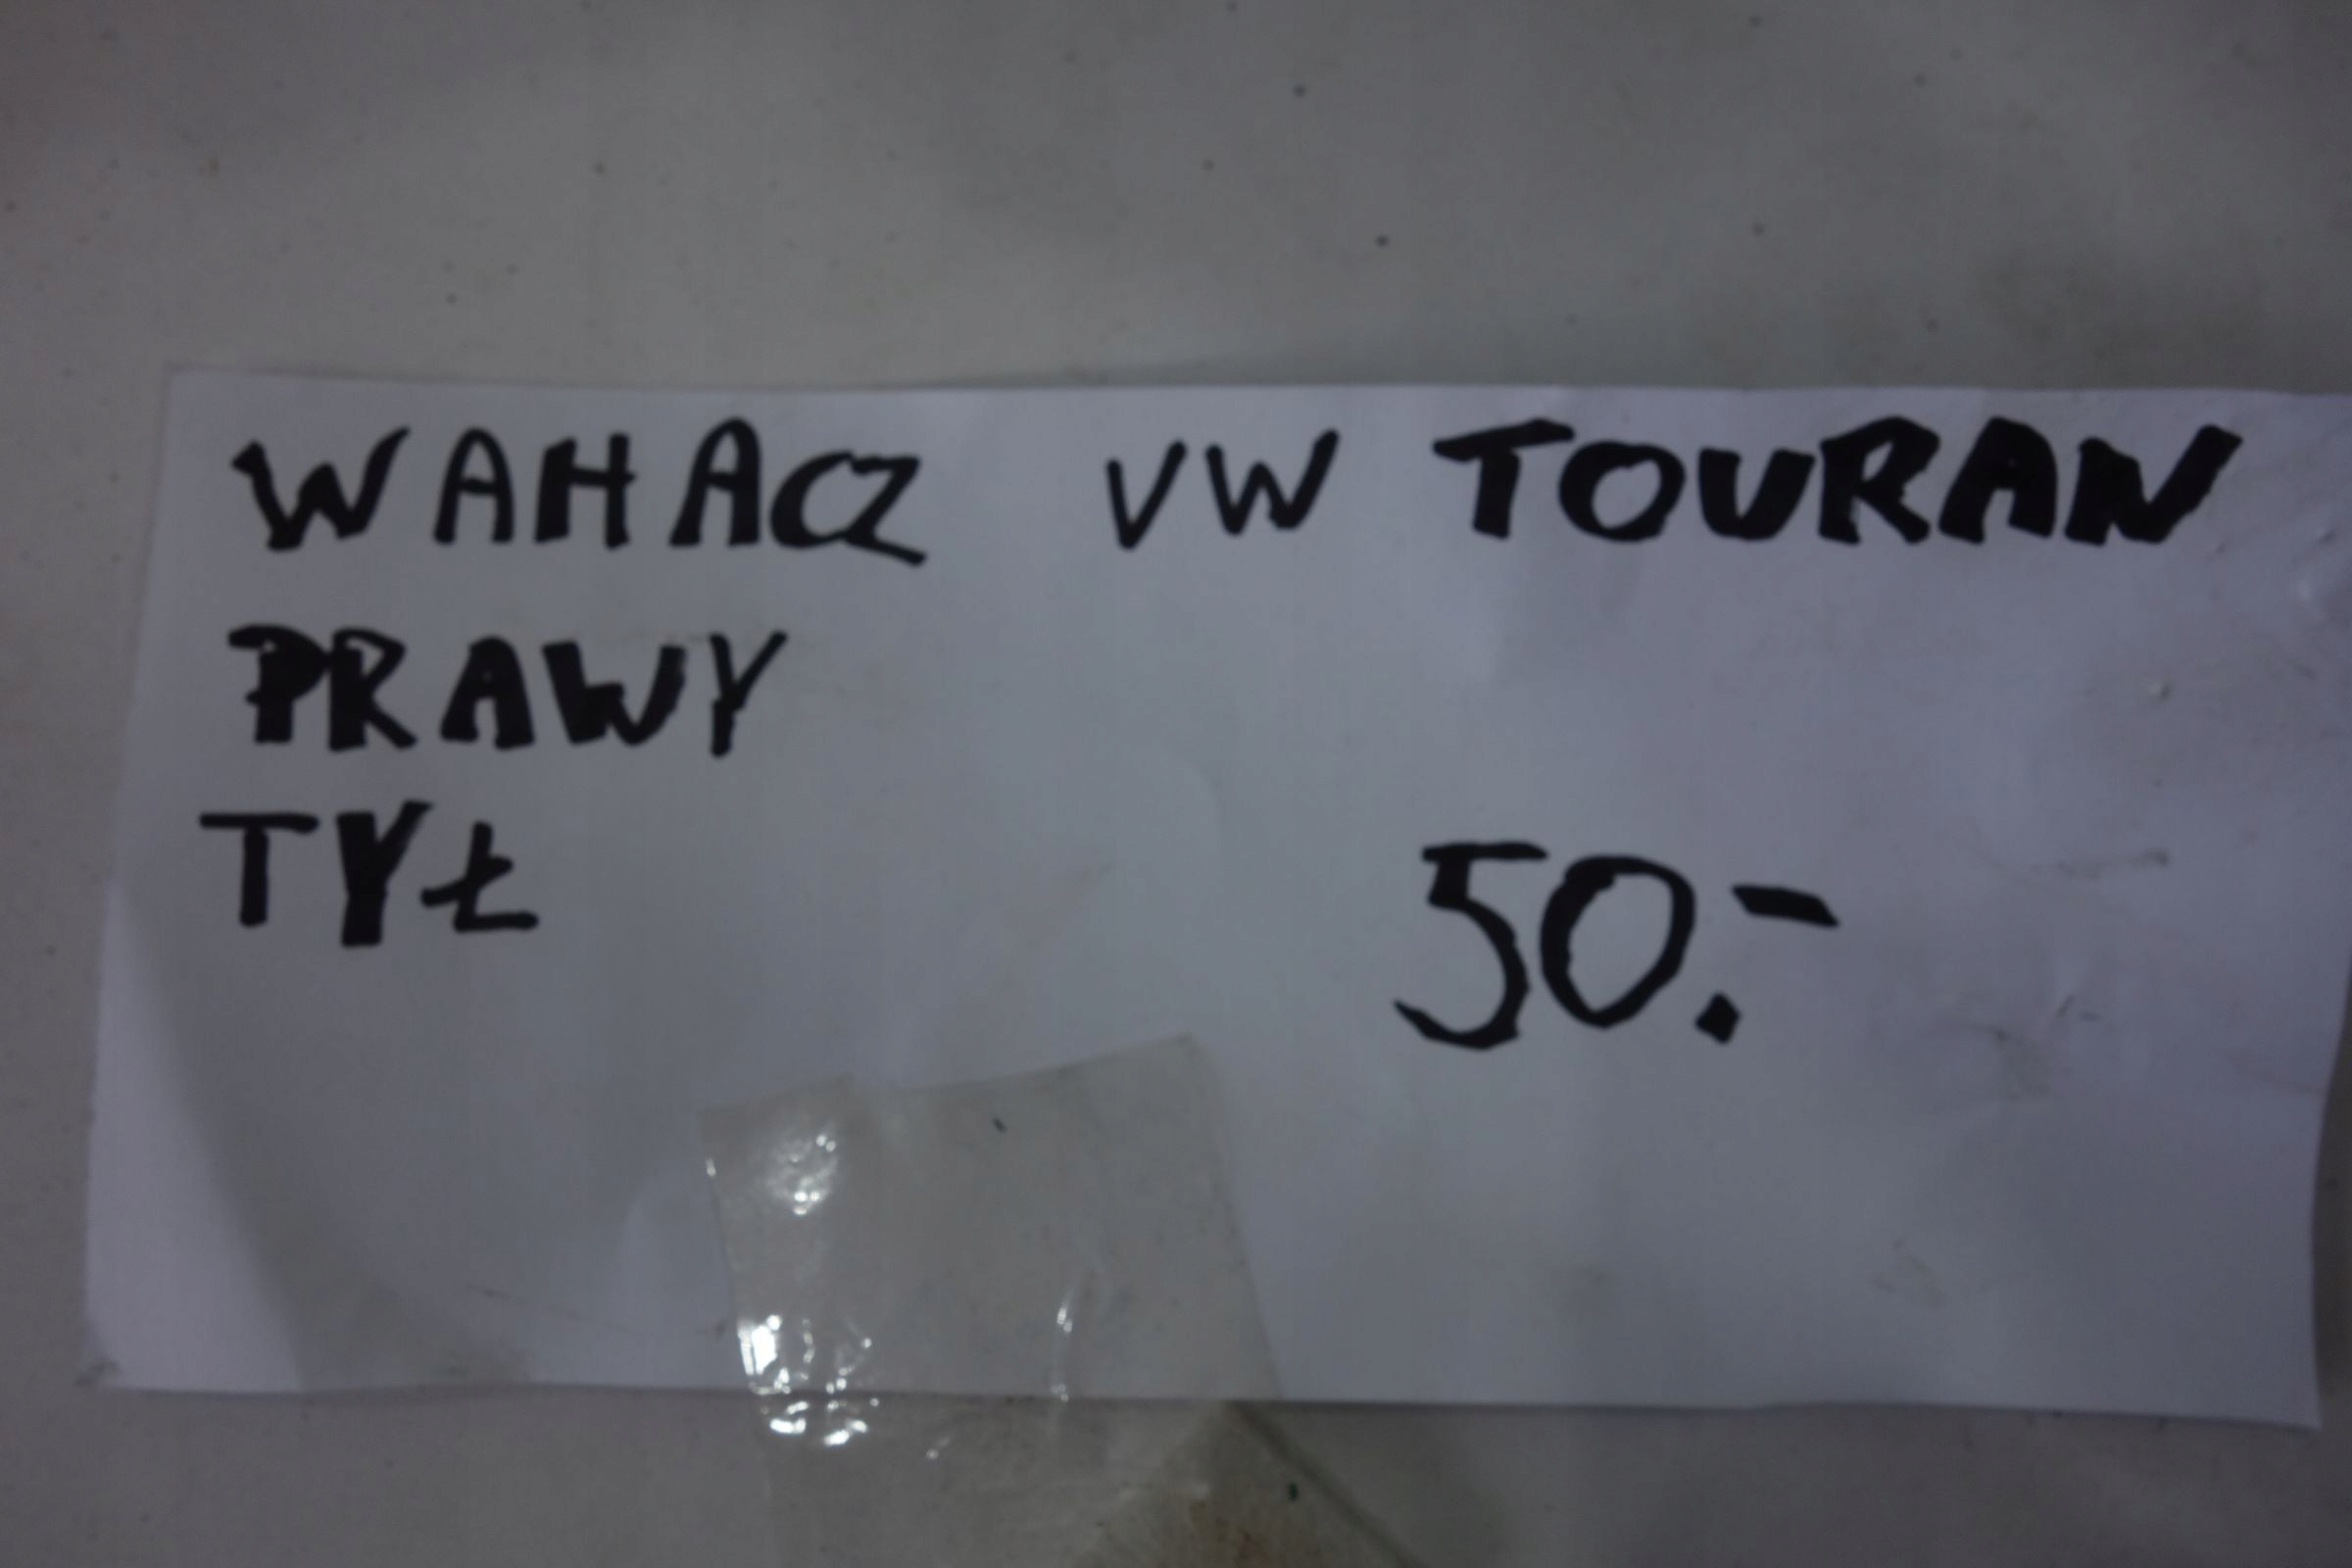 WAHACZ VW TOURAN
PRAWY
TYŁ
50.-